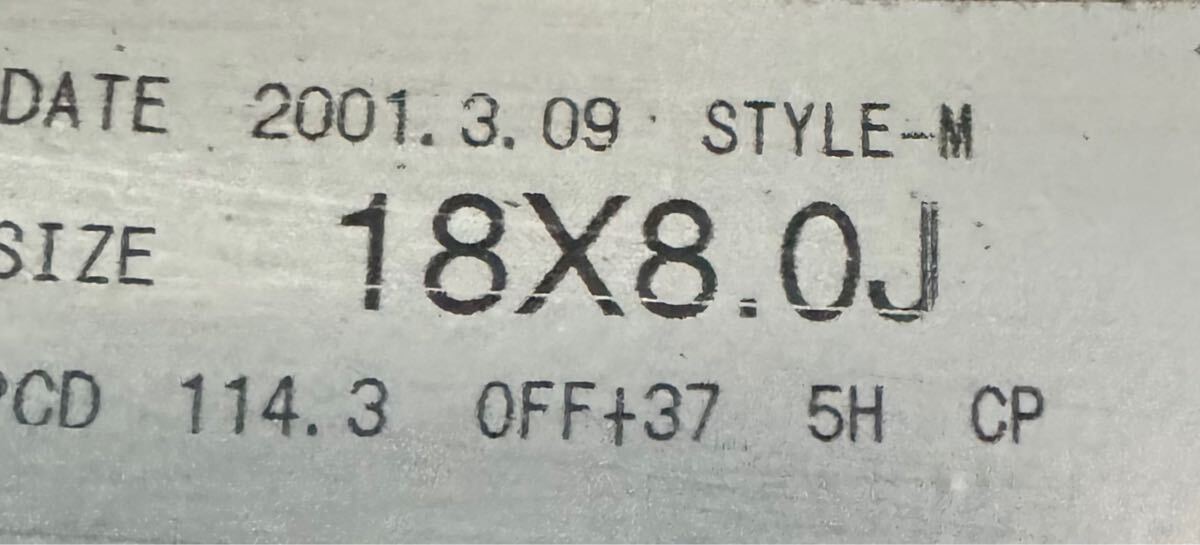 DATE 2001.3.09 STYLE-M
SIZE 18X8.0J
PCD 114.3 OFF+37 5H CP